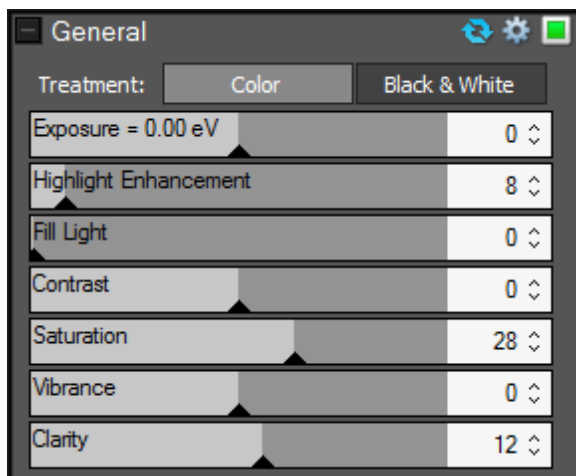 General
Treatment: Color Black & White
Exposure = 0.00 eV 0
Highlight Enhancement 8
Fill Light 0
Contrast 0
Saturation 28
Vibrance 0
Clarity 12